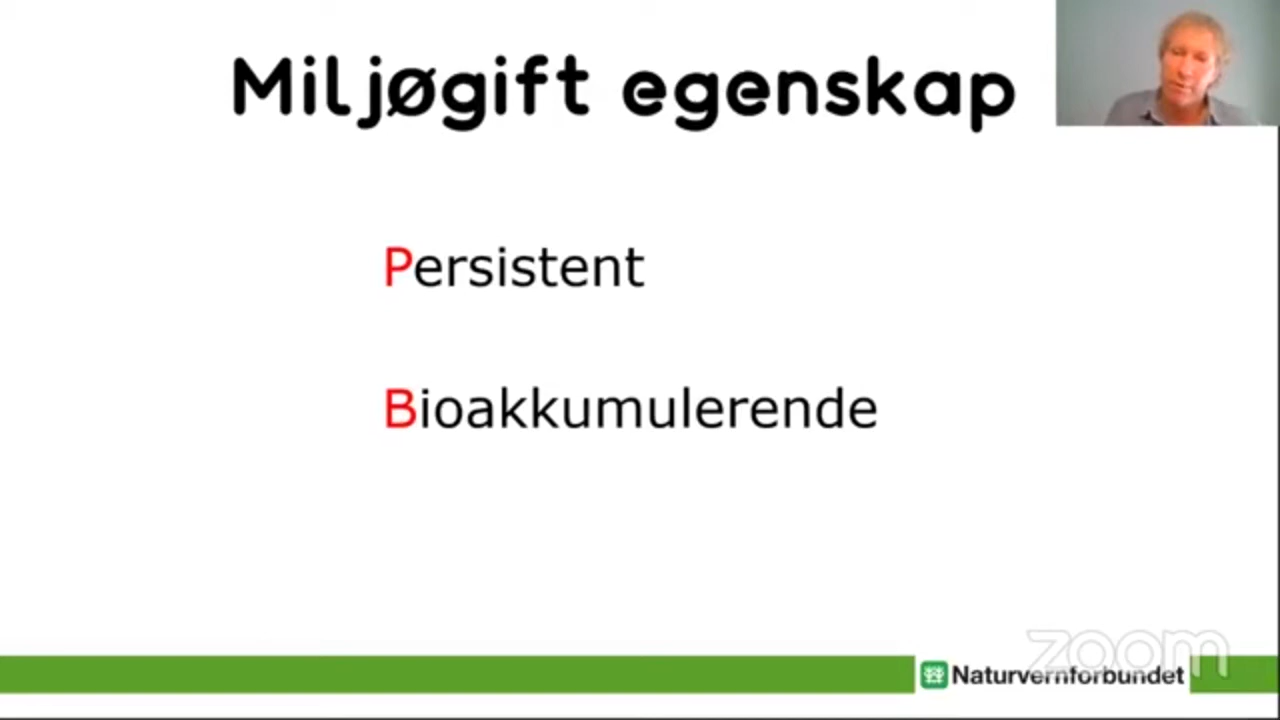 Miljøgift egenskap
Persistent
Bioakkumulerende
zoom
Naturvernforbundet